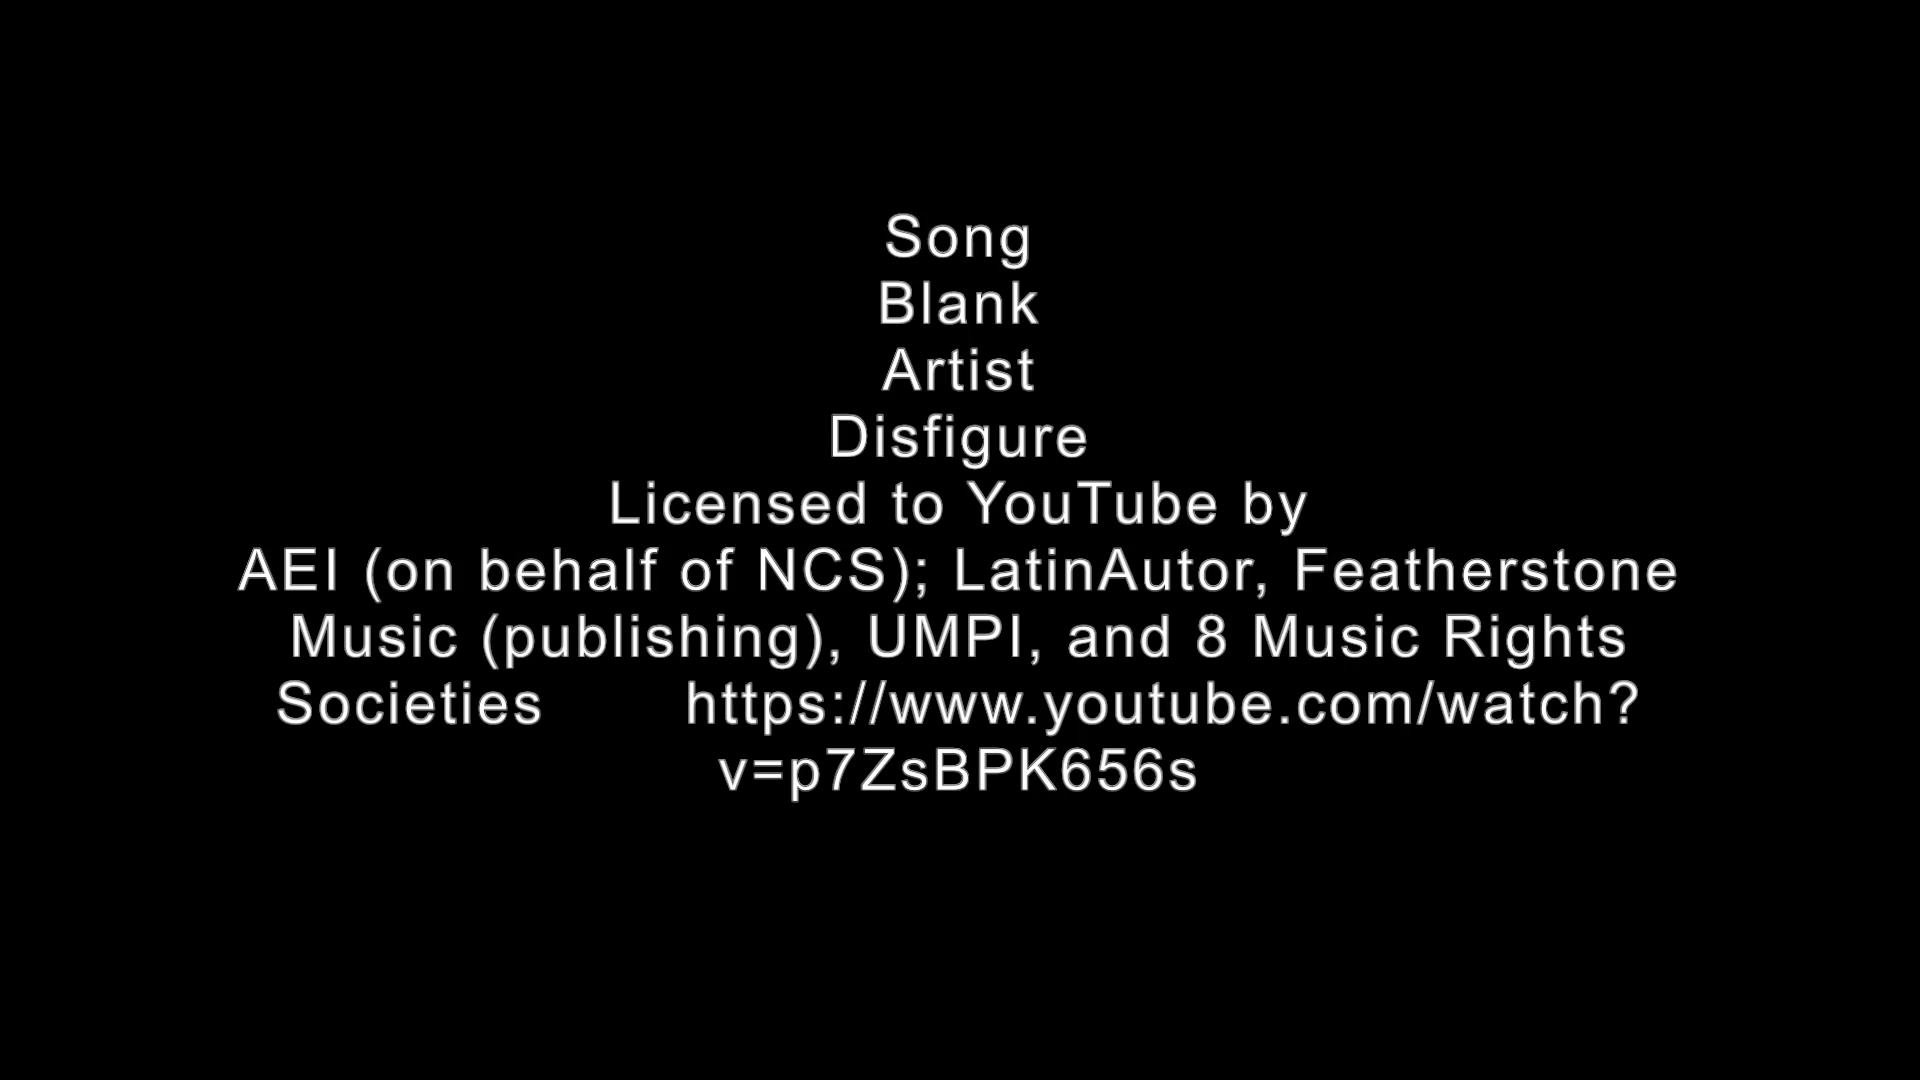 Song
Blank
Artist
Disfigure
Licensed to YouTube by
AEI (on behalf of NCS); LatinAutor, Featherstone
Music (publishing), UMPI, and 8 Music Rights
Societies https://www.youtube.com/watch?
v=p7ZsBPK656s